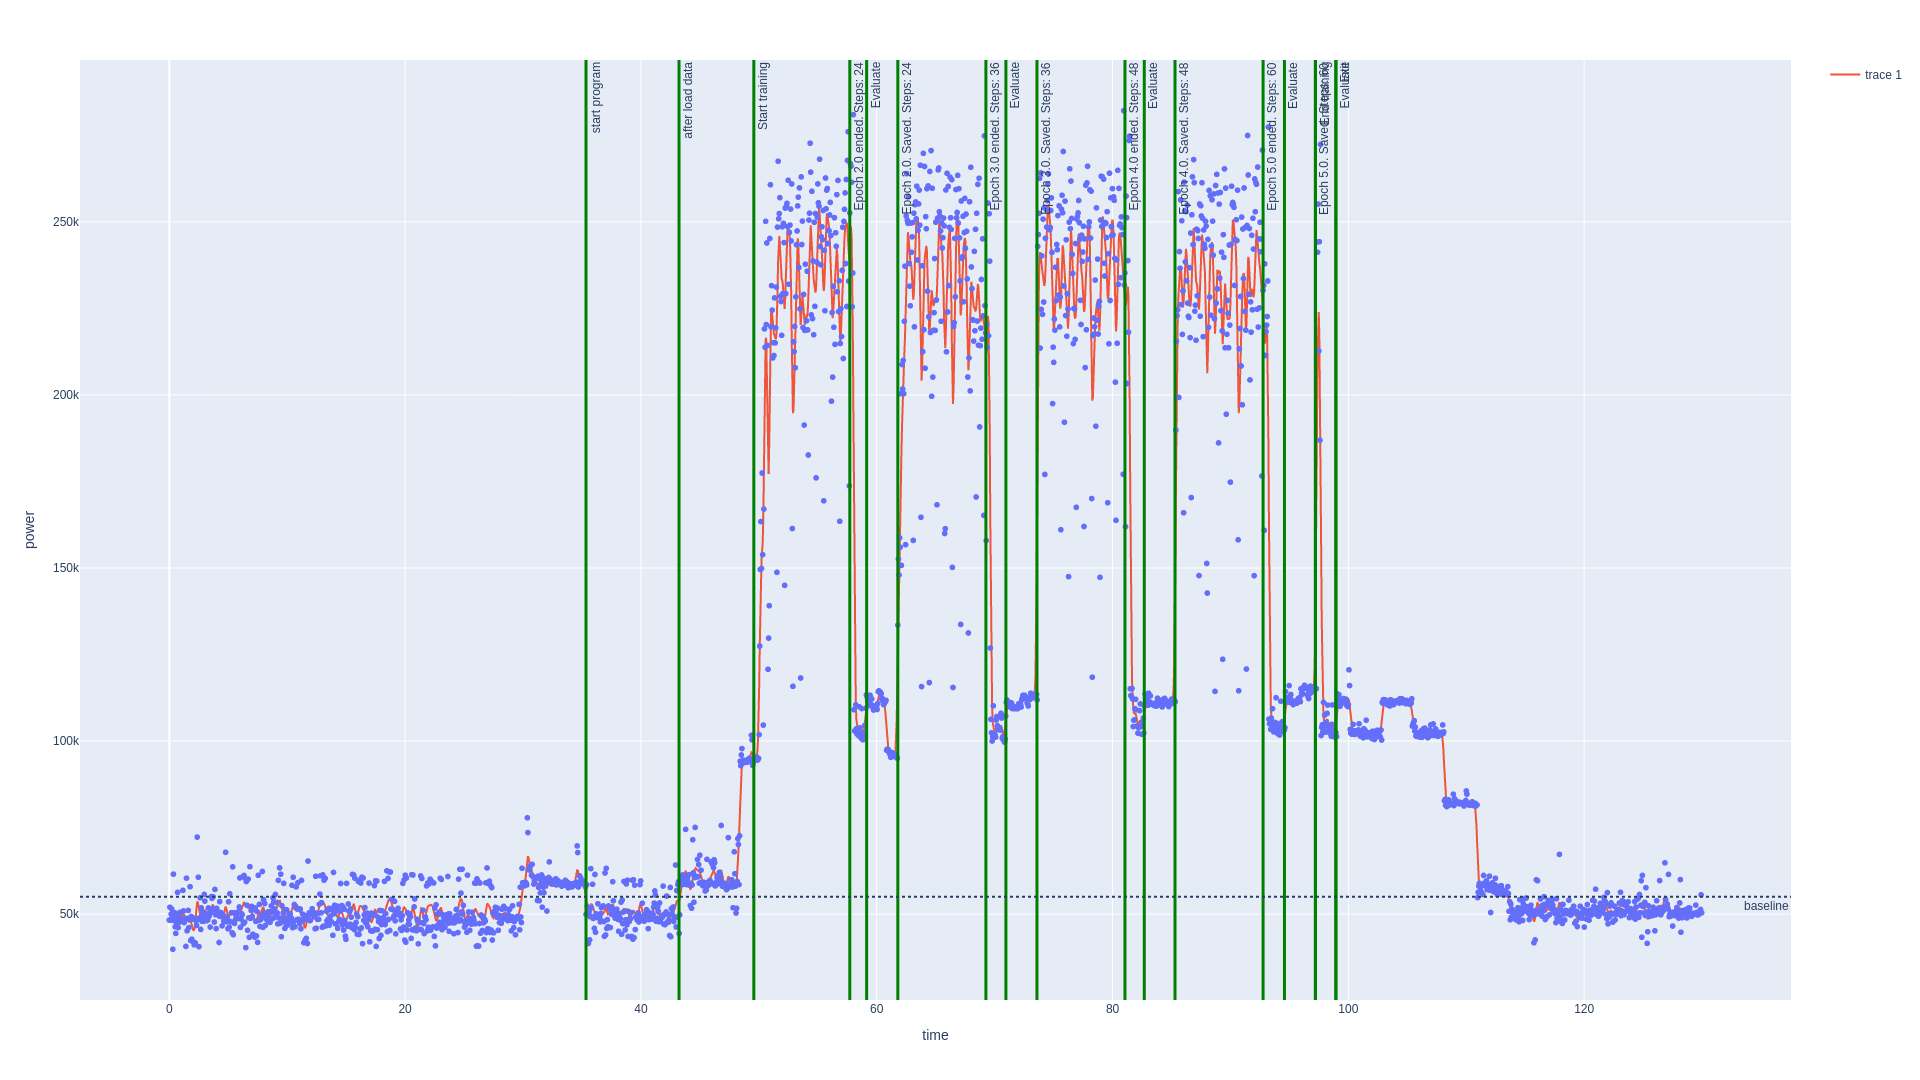 trace 1
start program
after load data
Start training
Epoch 2.0 ended. Steps: 24
Evaluate
Epoch 2.0. Saved. Steps: 24
Epoch 3.0 ended. Steps: 36
Evaluate
Epoch 3.0. Saved. Steps: 36
Epoch 4.0 ended. Steps: 48
Evaluate
Epoch 4.0. Saved. Steps: 48
Epoch 5.0 ended. Steps: 60
Evaluate
Epoch 5.0. Saved. Steps: 60
End training
Evaluate
250k
200k
150k
100k
50k
power
baseline
0
20
40
60
80
100
120
time